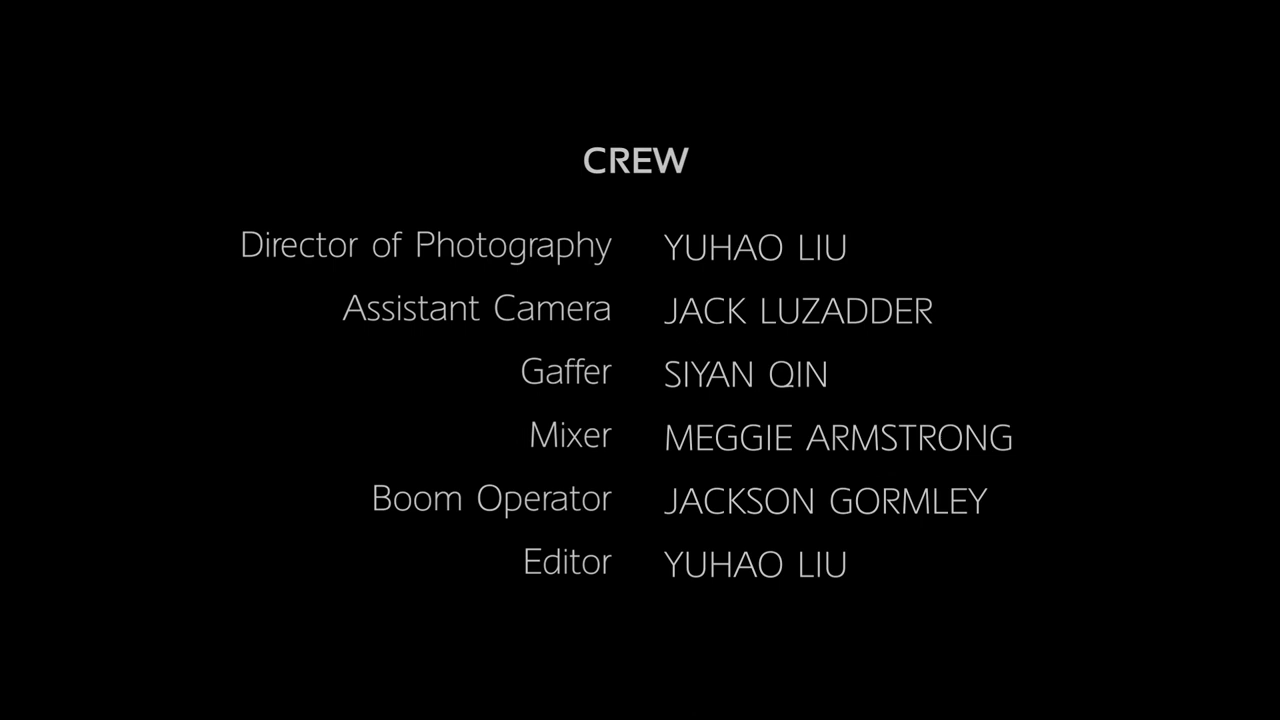 CREW
Director of Photography YUHAO LIU
Assistant Camera JACK LUZADDER
Gaffer SIYAN QIN
Mixer MEGGIE ARMSTRONG
Boom Operator JACKSON GORMLEY
Editor YUHAO LIU